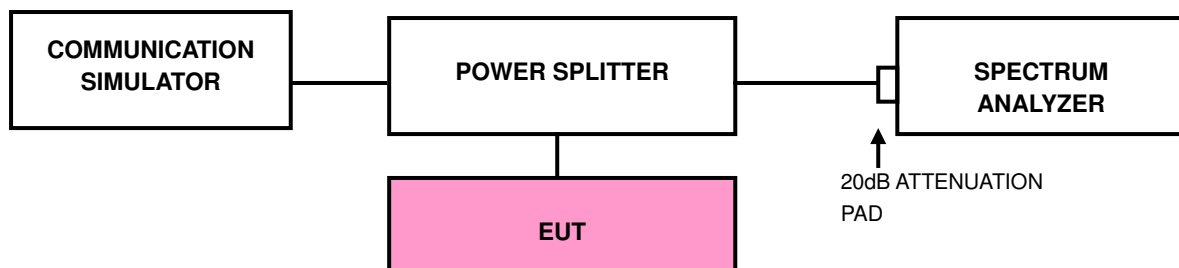 COMMUNICATION
SIMULATOR
POWER SPLITTER
SPECTRUM
ANALYZER
20dB ATTENUATION
PAD
EUT